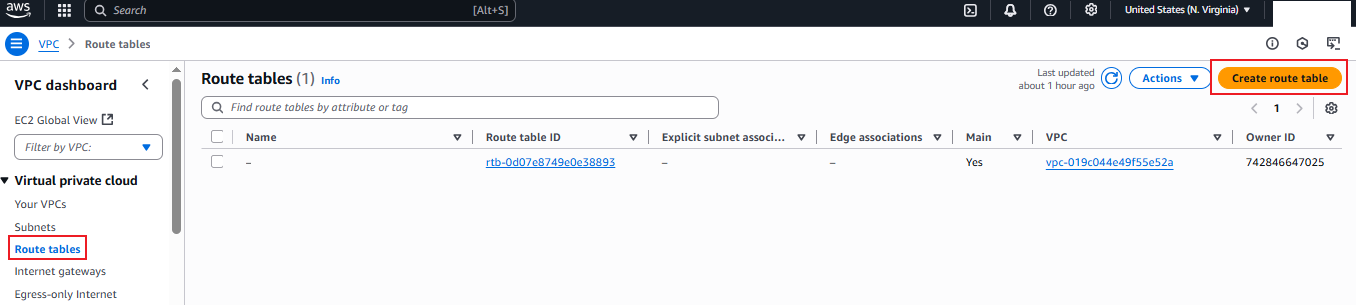 aws
Search [Alt+S]
United States (N. Virginia)
VPC > Route tables
VPC dashboard
EC2 Global View
Filter by VPC:
Virtual private cloud
Your VPCs
Subnets
Route tables
Internet gateways
Egress-only Internet
Route tables (1) Info
Last updated
about 1 hour ago
Actions
Create route table
Find route tables by attribute or tag
1
Name Route table ID Explicit subnet associ... Edge associations Main VPC Owner ID
– rtb-0d07e8749e0e38893 – – Yes vpc-019c044e49f55e52a 742846647025